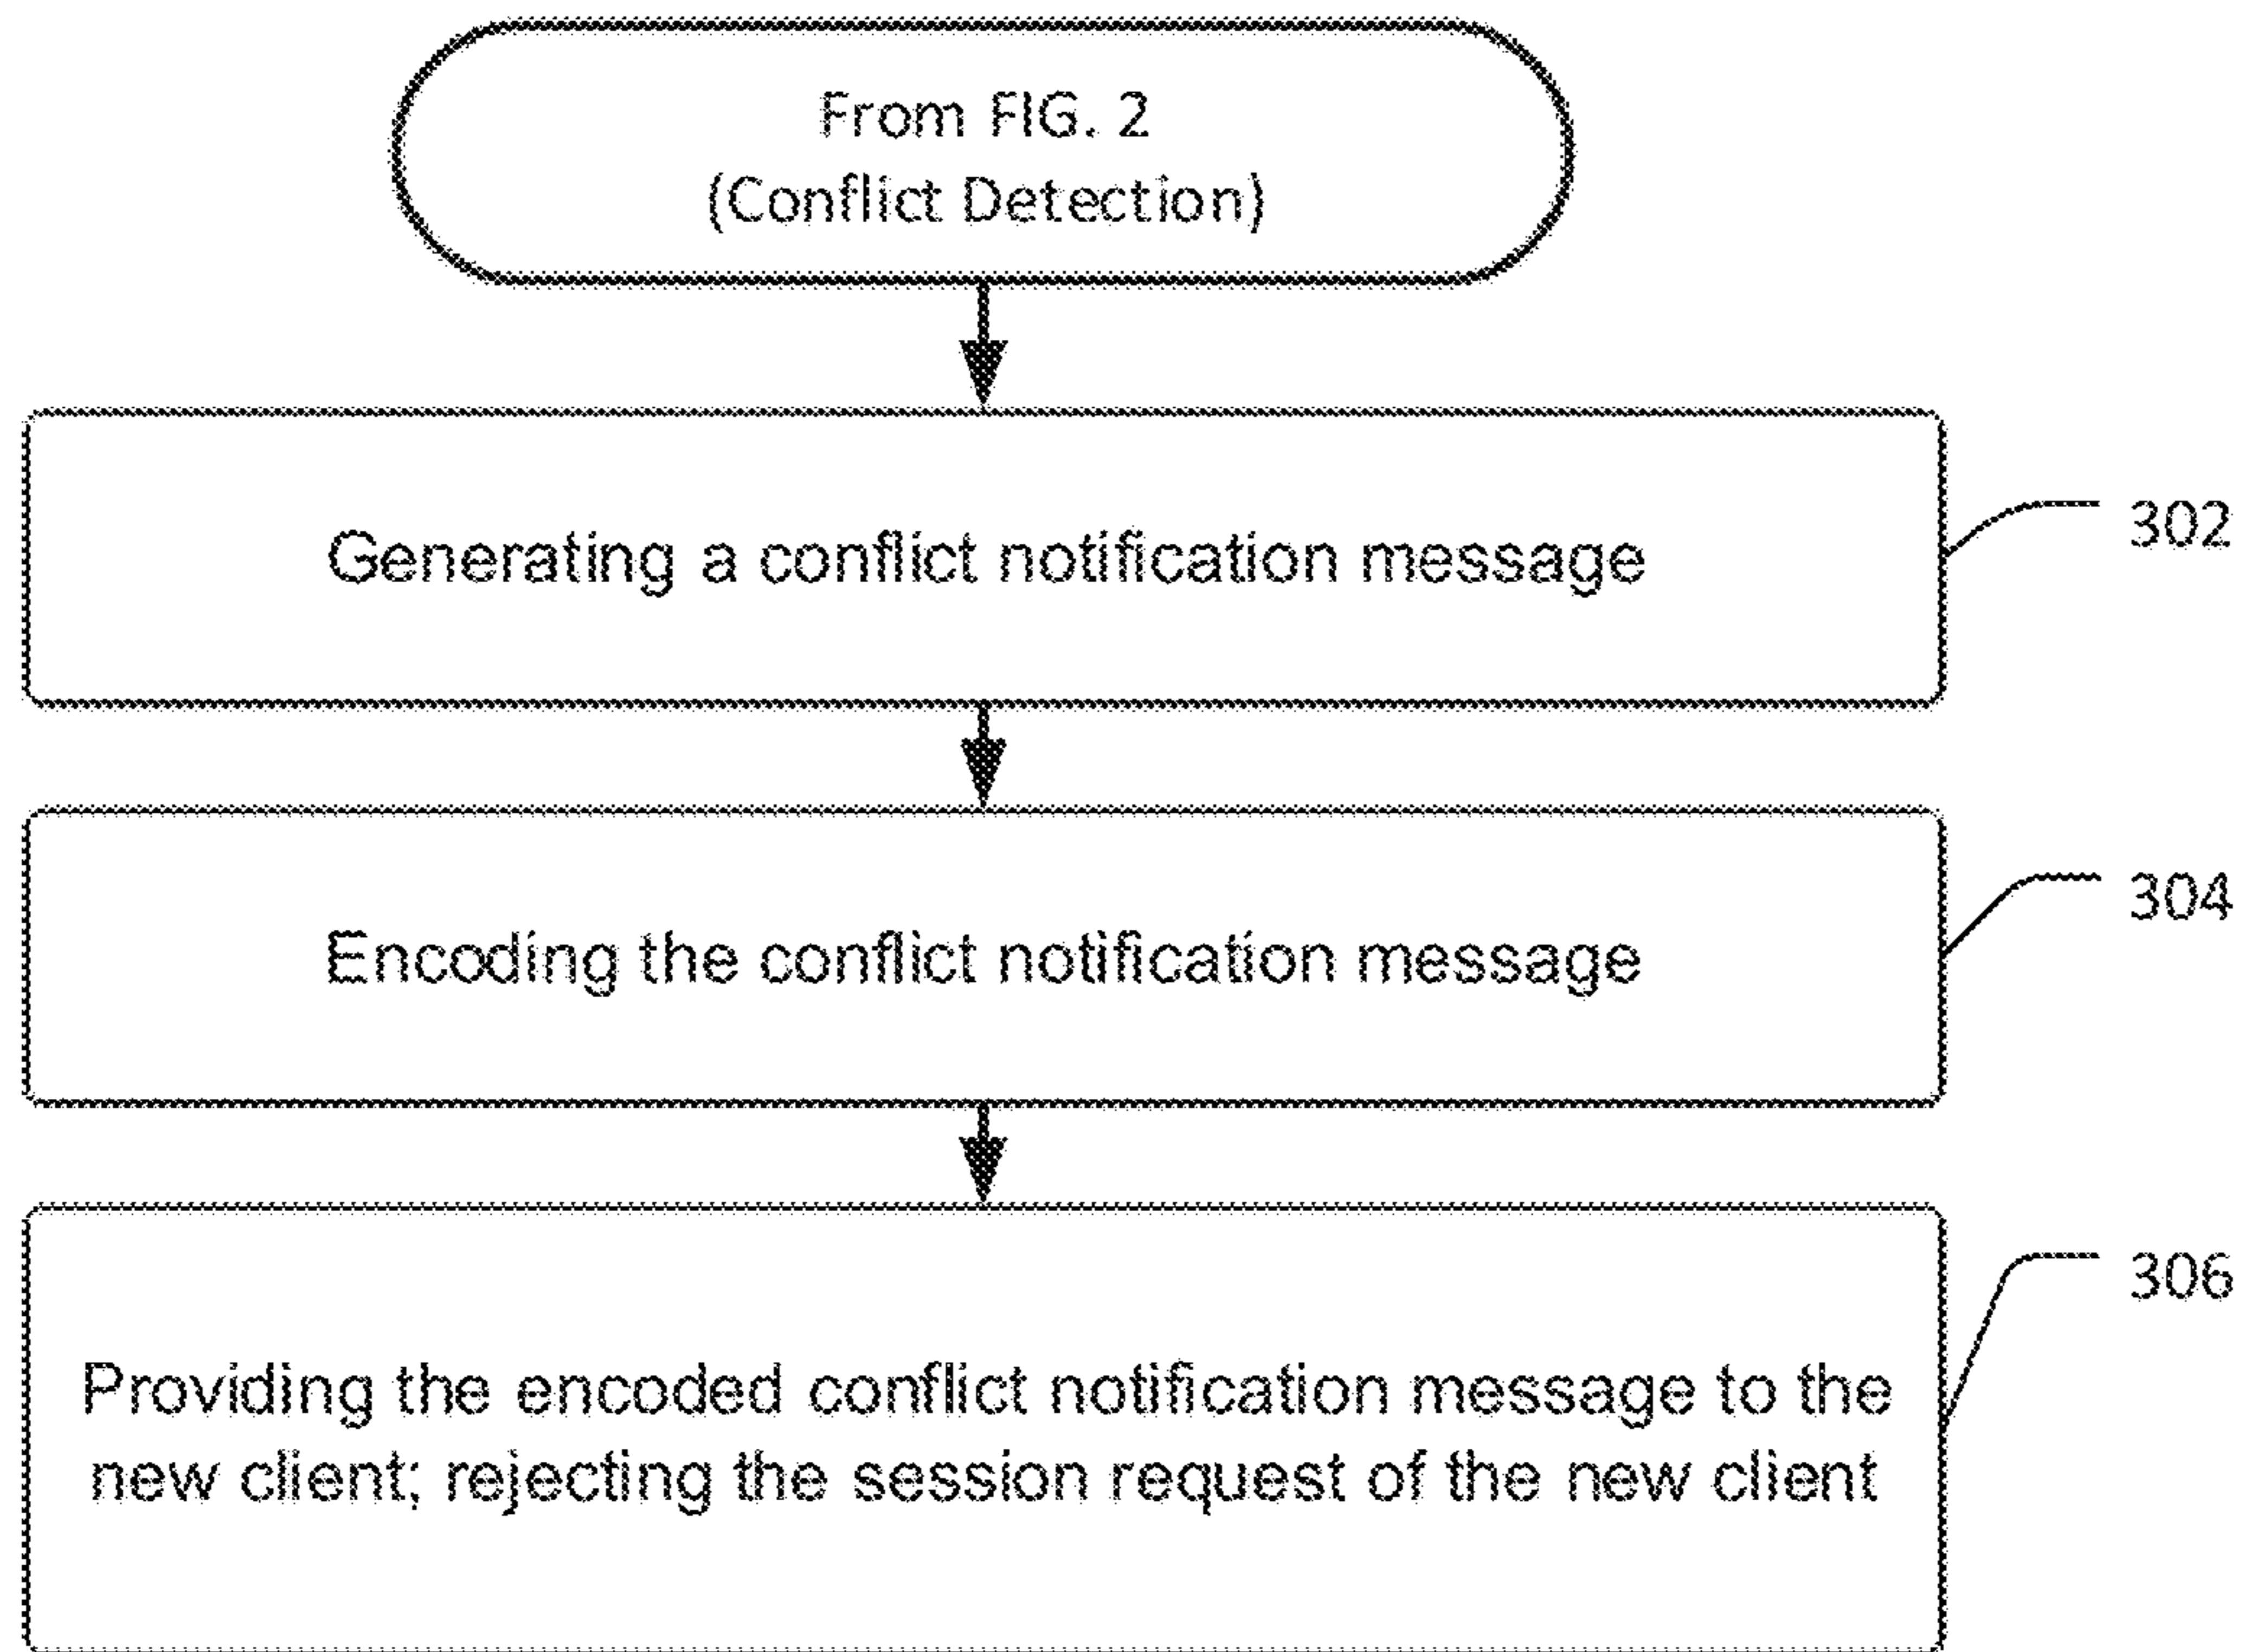 From FIG. 2
(Conflict Detection)
Generating a conflict notification message
302
Encoding the conflict notification message
304
Providing the encoded conflict notification message to the
new client; rejecting the session request of the new client
306